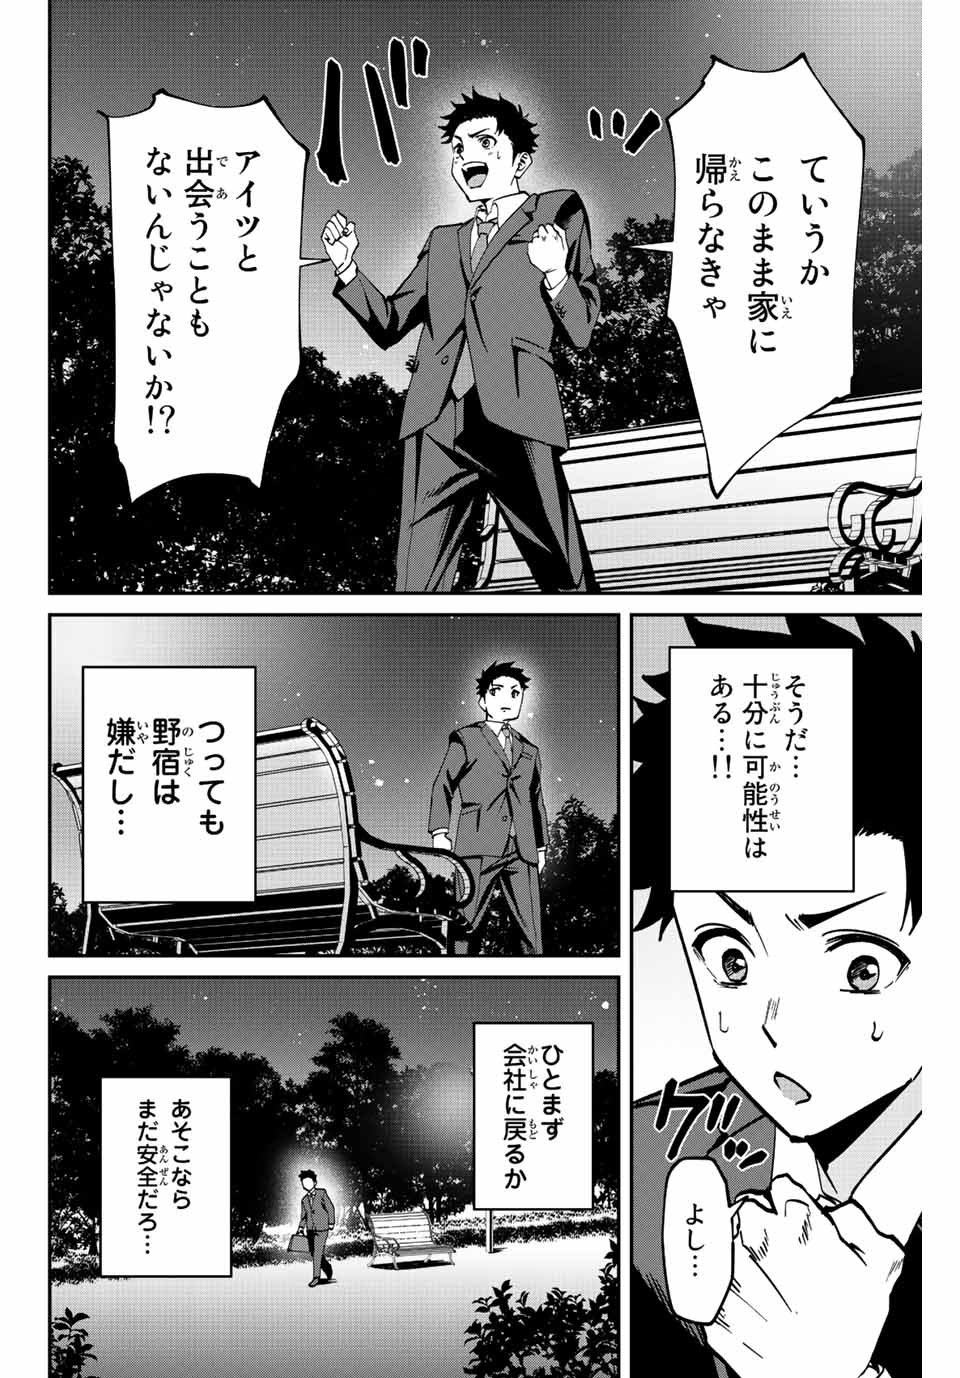 ていうか
このまま家に
帰らなきゃ
アイツと
出会うことも
ないんじゃないか!?
バッ
そうだ…
十分に可能性は
ある…!!
グッ
よし…
つっても
野宿は
嫌だし…
ひとまず
会社に戻るか
あそこなら
まだ安全だろ…